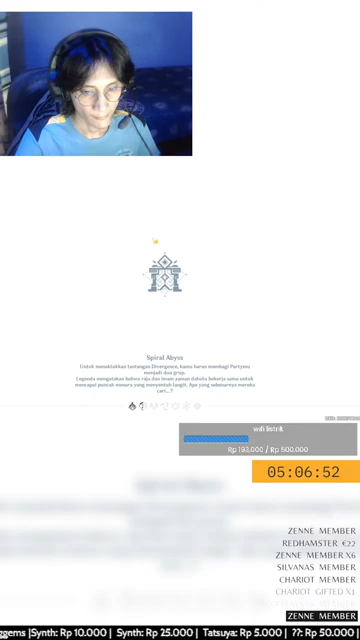 Spiral Abyss
Untuk menaklukkan tantangan Divergence, kamu harus membagi Partymu
menjadi dua grup.
Legenda mengatakan bahwa raja dan imam zaman dahulu bekerja sama untuk
mencapai puncak menara yang menyentuh langit. Apa yang sebenarnya mereka
cari...?
wdi listrik
Rp 193.000 / Rp 500.000
05:06:52
ZENNE MEMBER
REDHAMSTER €22
ZENNE MEMBER X6
SILVANAS MEMBER
CHARIOT MEMBER
CHARIOT GIFTED X1
ZENNE MEMBER
ggems |Synth: Rp 10.000 | Synth: Rp 25.000 | Tatsuya: Rp 5.000 | ??: Rp 50.00